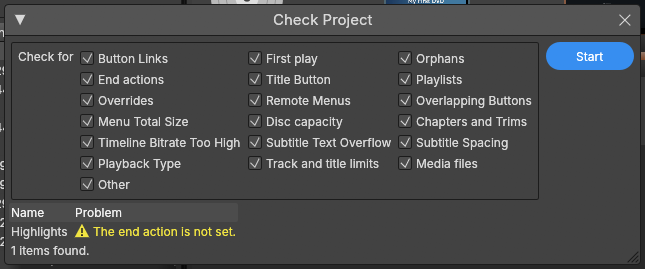 My First DVD
Check Project
Check for
Button Links
First play
Orphans
Start
End actions
Title Button
Playlists
Overrides
Remote Menus
Overlapping Buttons
Menu Total Size
Disc capacity
Chapters and Trims
Timeline Bitrate Too High
Subtitle Text Overflow
Subtitle Spacing
Playback Type
Track and title limits
Media files
Other
Name Problem
Highlights The end action is not set.
1 items found.